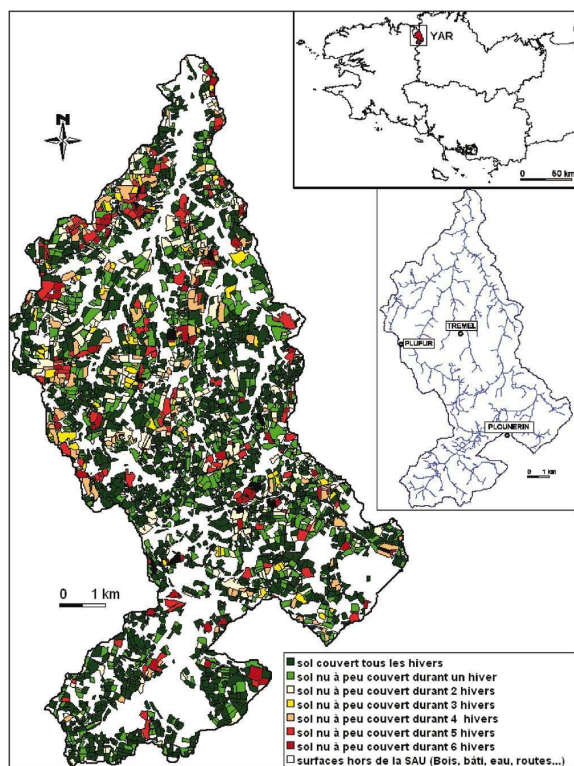 YAR
0 50 km
N
TREMEL
PLUFUR
PLOUNERIN
0 1 km
0 1 km
sol couvert tous les hivers
sol nu à peu couvert durant un hiver
sol nu à peu couvert durant 2 hivers
sol nu à peu couvert durant 3 hivers
sol nu à peu couvert durant 4 hivers
sol nu à peu couvert durant 5 hivers
sol nu à peu couvert durant 6 hivers
surfaces hors de la SAU (Bois, bâti, eau, routes...)